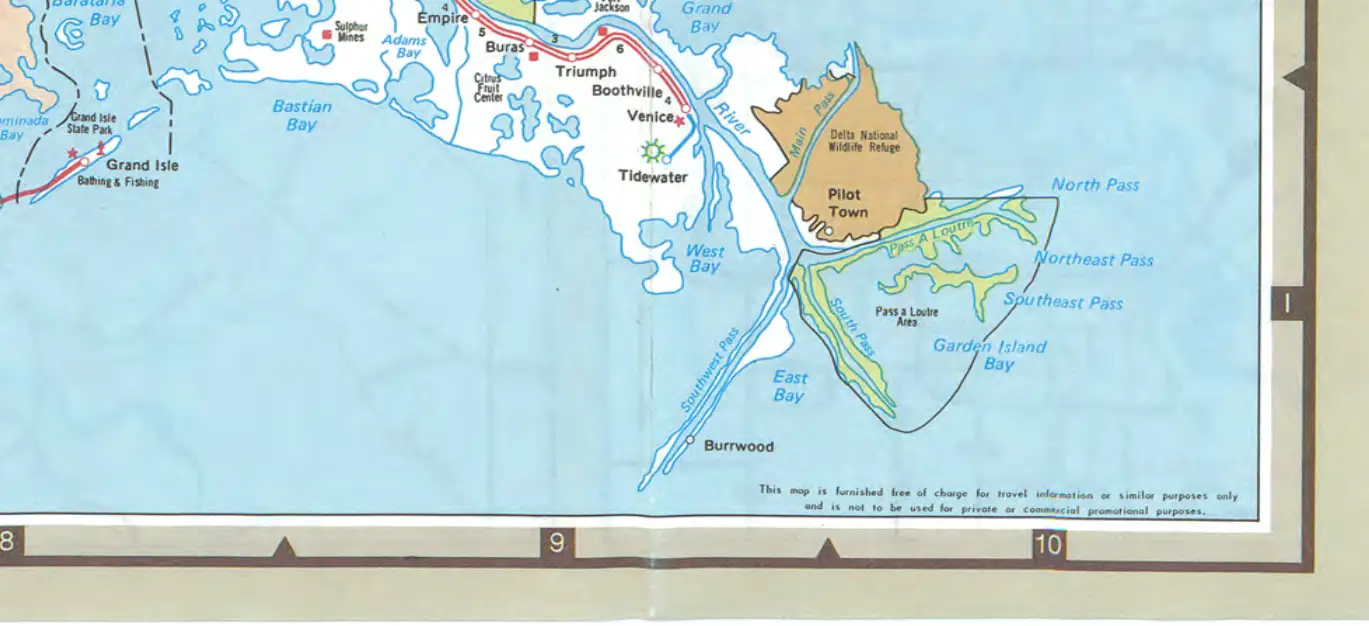 Barataria
Bay
Empire
4
5
3
6
4
Jackson
Grand
Bay
Sulphur
Mines
Adams
Bay
Buras
Triumph
Citrus
Fruit
Center
Boothville
Venice
River
Bastian
Bay
Bay
Grand Isle
State Park
Grand Isle
Bathing & Fishing
Tidewater
Main Pass
Delta National
Wildlife Refuge
Pilot
Town
North Pass
Pass A Loutre
Northeast Pass
West
Bay
Southeast Pass
Pass a Loutre
Area
South Pass
Garden Island
Bay
Southwest Pass
East
Bay
Burrwood
I
This map is furnished free of charge for travel information or similar purposes only
and is not to be used for private or commercial promotional purposes.
8
9
10